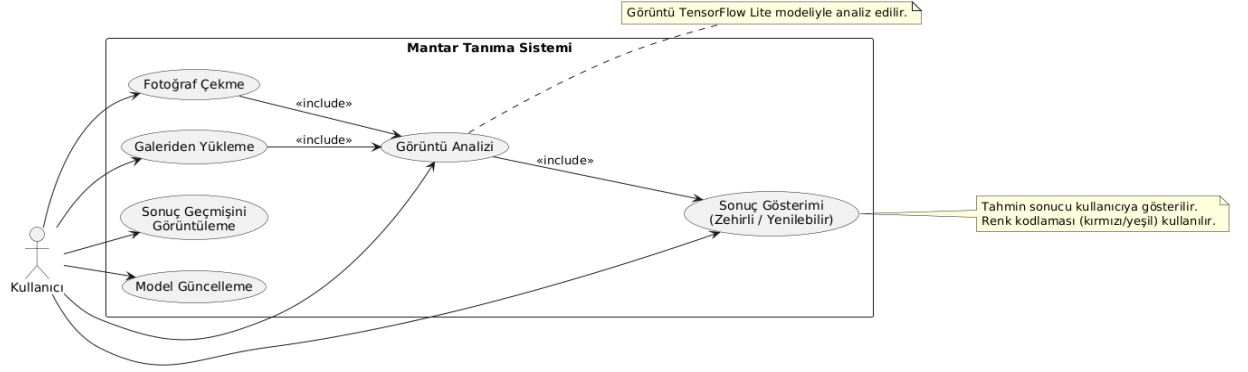 Görüntü TensorFlow Lite modeliyle analiz edilir.
Mantar Tanıma Sistemi
Fotoğraf Çekme
«include»
Galeriden Yükleme
«include»
Görüntü Analizi
«include»
Sonuç Geçmişini
Görüntüleme
Sonuç Gösterimi
(Zehirli / Yenilebilir)
Tahmin sonucu kullanıcıya gösterilir.
Renk kodlaması (kırmızı/yeşil) kullanılır.
Model Güncelleme
Kullanıcı